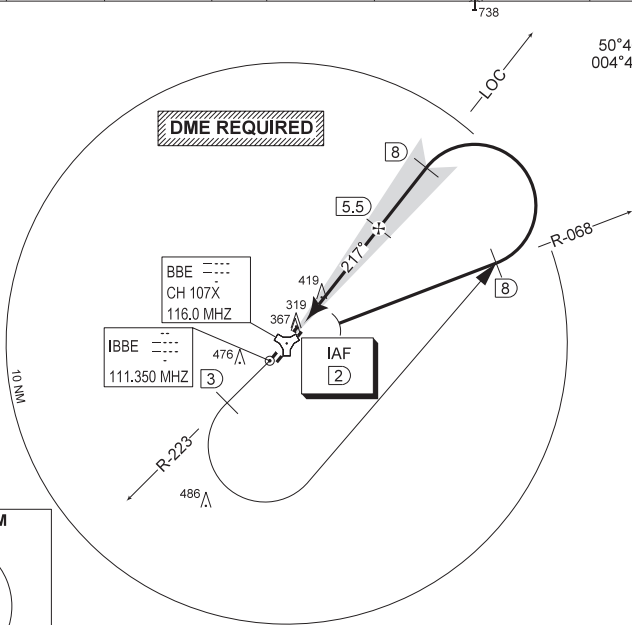 738
50°4
004°4
LOC
DME REQUIRED
8
5.5
217°
R-068
8
BBE
CH 107X
116.0 MHZ
419
319
367
IBBE
111.350 MHZ
476
IAF
2
3
10 NM
R-223
486
M